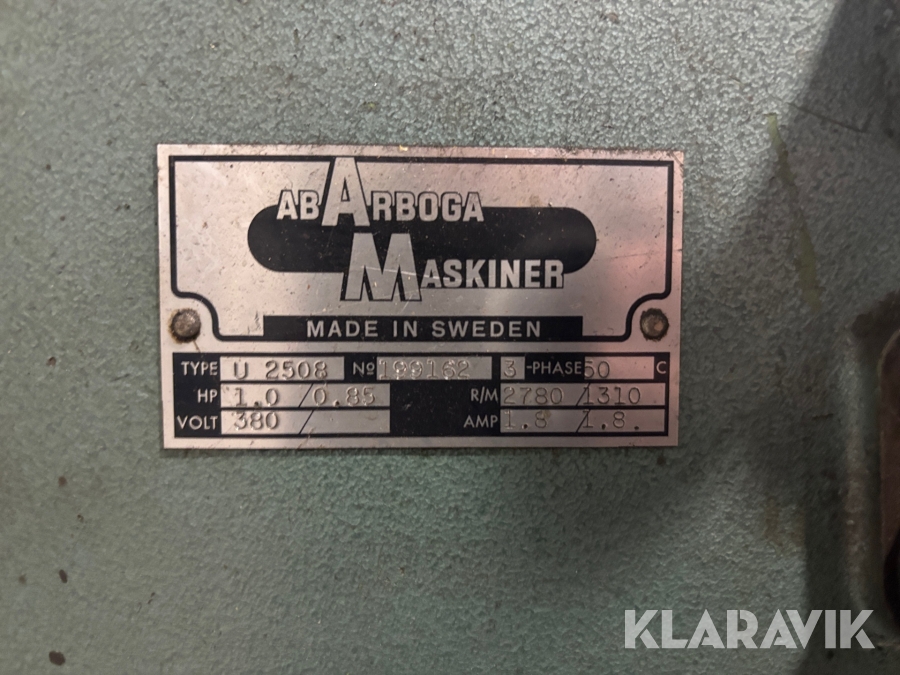 AB ARBOGA
MASKINER
MADE IN SWEDEN
TYPE U 2508 No 199162 3 -PHASE 50 C
HP 1.0 / 0.85 R/M 2780 / 1310
VOLT 380 / AMP 1.8 / 1.8.
KLARAVIK